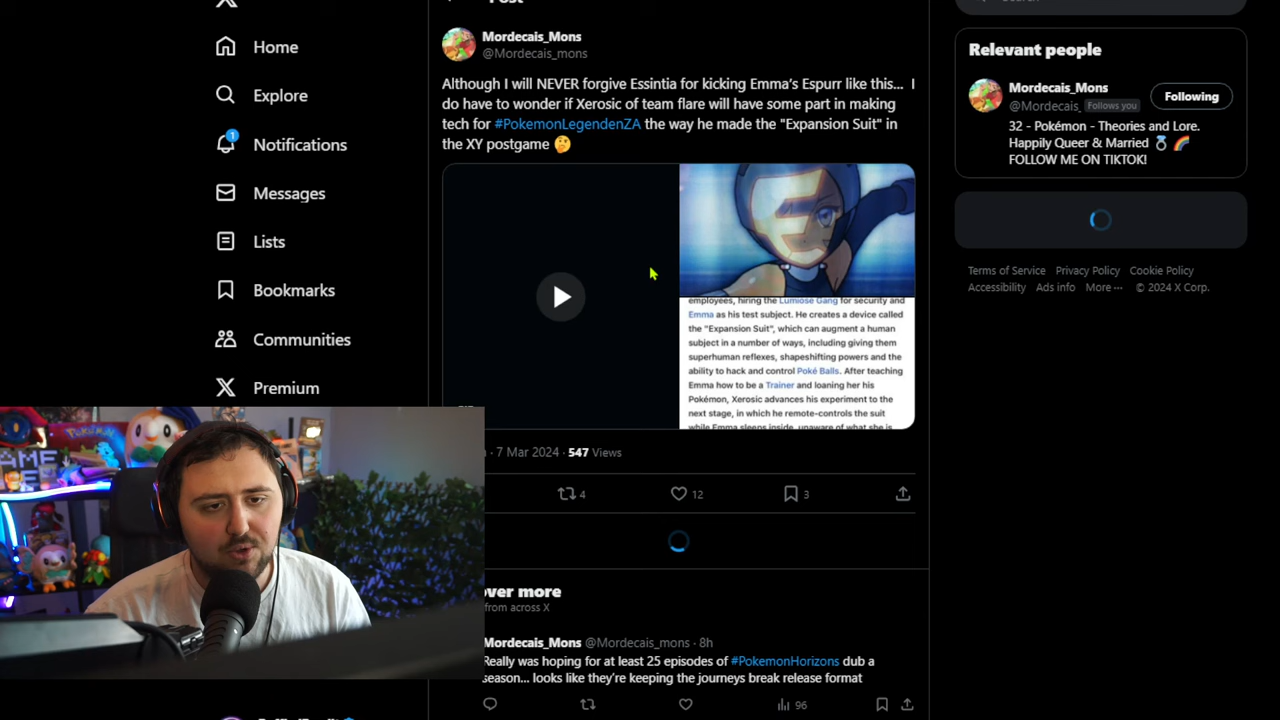 Post
Search
Mordecais_Mons
@Mordecais_mons
Although I will NEVER forgive Essintia for kicking Emma's Espurr like this... I
do have to wonder if Xerosic of team flare will have some part in making
tech for #PokemonLegendenZA the way he made the "Expansion Suit" in
the XY postgame 🤔
employees, hiring the Lumiose Gang for security and
Emma as his test subject. He creates a device called
the "Expansion Suit", which can augment a human
subject in a number of ways, including giving them
superhuman reflexes, shapeshifting powers and the
ability to hack and control Poké Balls. After teaching
Emma how to be a Trainer and loaning her his
Pokémon, Xerosic advances his experiment to the
next stage, in which he remote-controls the suit
while Emma sleeps inside, unaware of what she is
· 7 Mar 2024 · 547 Views
4
12
3
over more
from across X
Mordecais_Mons @Mordecais_mons · 8h
Really was hoping for at least 25 episodes of #PokemonHorizons dub a
season... looks like they're keeping the journeys break release format
96
Home
Explore
1
Notifications
Messages
Lists
Bookmarks
Communities
Premium
Relevant people
Mordecais_Mons
@Mordecais_
Follows you
Following
32 - Pokémon - Theories and Lore.
Happily Queer & Married 💍 🌈
FOLLOW ME ON TIKTOK!
Terms of Service Privacy Policy Cookie Policy
Accessibility Ads info More ··· © 2024 X Corp.